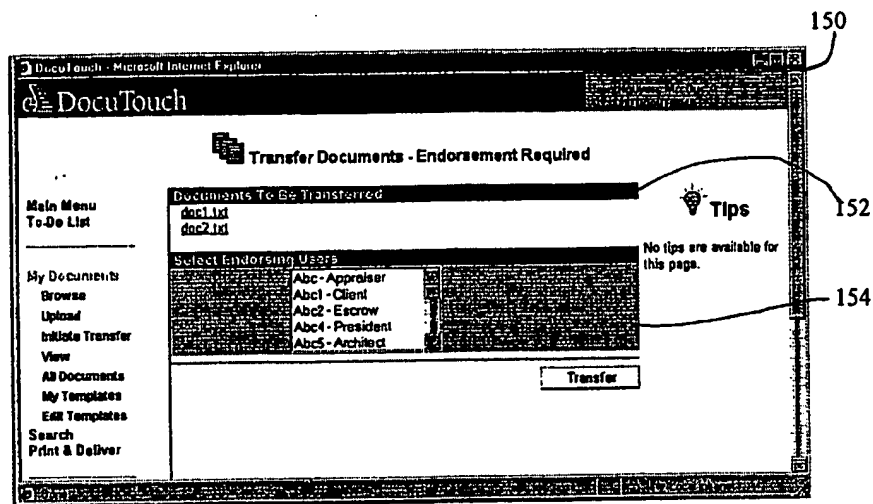 150
DocuTouch - Microsoft Internet Explorer
DocuTouch
Transfer Documents - Endorsement Required
Documents To Be Transferred
152
Main Menu
To-Do List
doc1.txt
doc2.txt
Tips
No tips are available for
this page.
Select Endorsing Users
My Documents
Browse
Upload
Initiate Transfer
View
All Documents
My Templates
Edit Templates
Search
Print & Deliver
Abc - Appraiser
Abc1 - Client
Abc2 - Escrow
Abc4 - President
Abc5 - Architect
154
Transfer